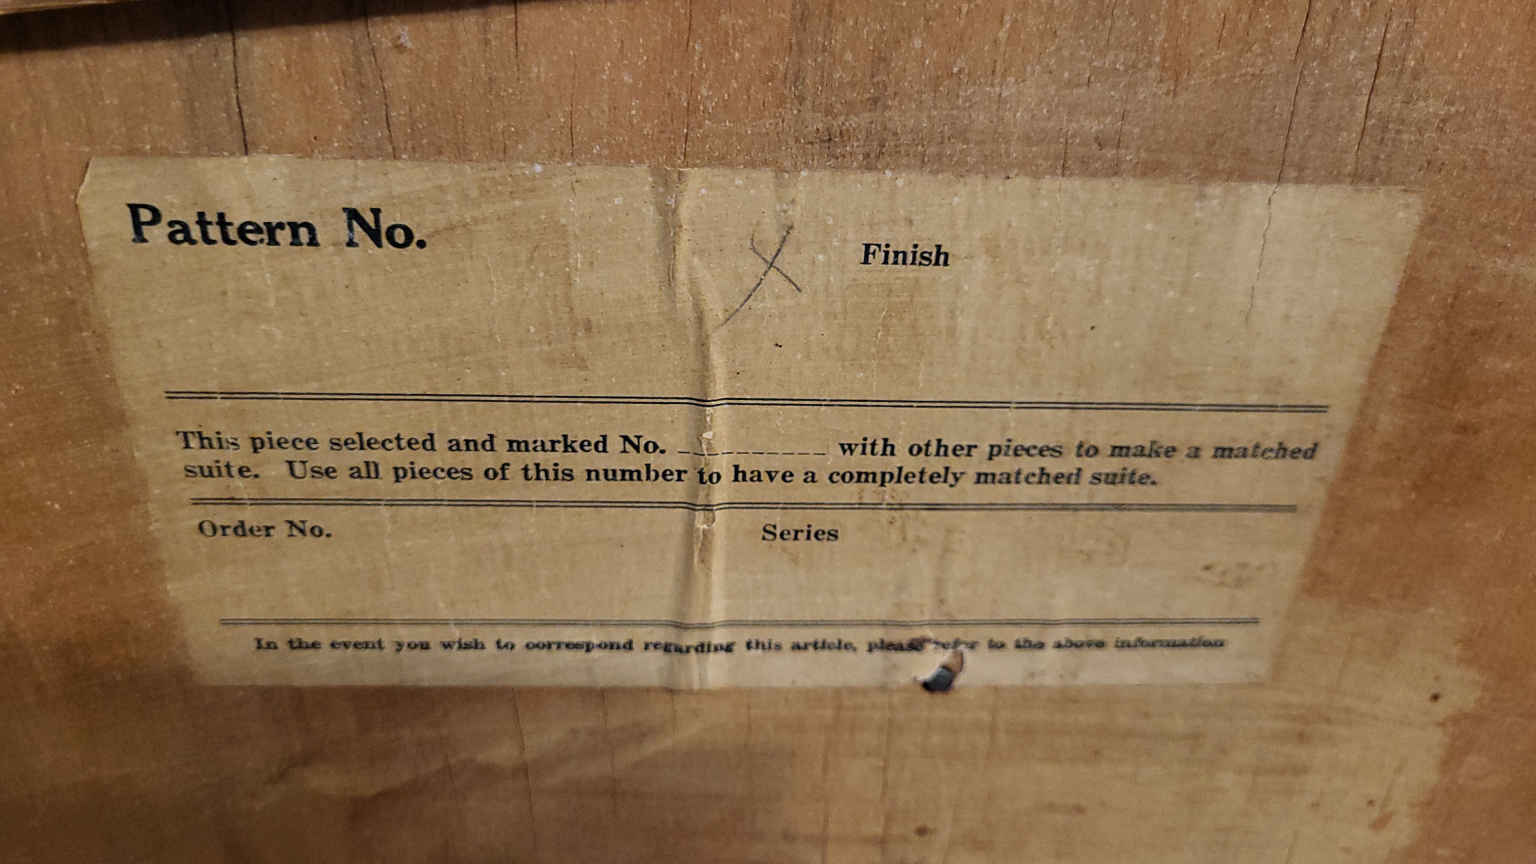 Pattern No.
Finish
This piece selected and marked No. __________ with other pieces to make a matched
suite. Use all pieces of this number to have a completely matched suite.
Order No.
Series
In the event you wish to correspond regarding this article, please refer to the above information